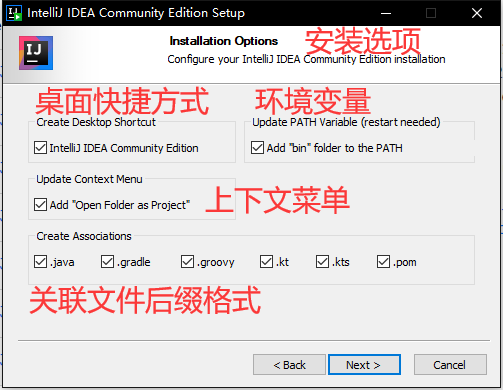 IntelliJ IDEA Community Edition Setup
IJ
Installation Options
安装选项
Configure your IntelliJ IDEA Community Edition installation
桌面快捷方式
环境变量
Create Desktop Shortcut
Update PATH Variable (restart needed)
IntelliJ IDEA Community Edition
Add "bin" folder to the PATH
Update Context Menu
Add "Open Folder as Project"
上下文菜单
Create Associations
.java .gradle .groovy .kt .kts .pom
关联文件后缀格式
< Back
Next >
Cancel